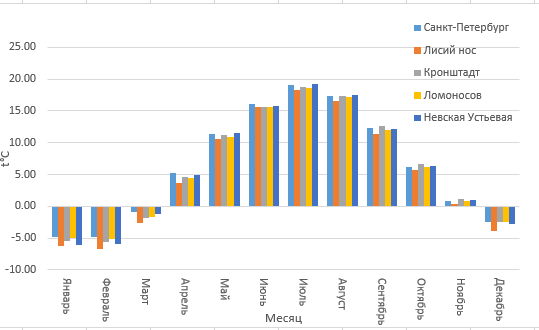 Санкт-Петербург
Лисий нос
Кронштадт
Ломоносов
Невская Устьевая
25.00
20.00
15.00
10.00
5.00
0.00
-5.00
-10.00
t°C
Январь
Февраль
Март
Апрель
Май
Июнь
Июль
Август
Сентябрь
Октябрь
Ноябрь
Декабрь
Месяц